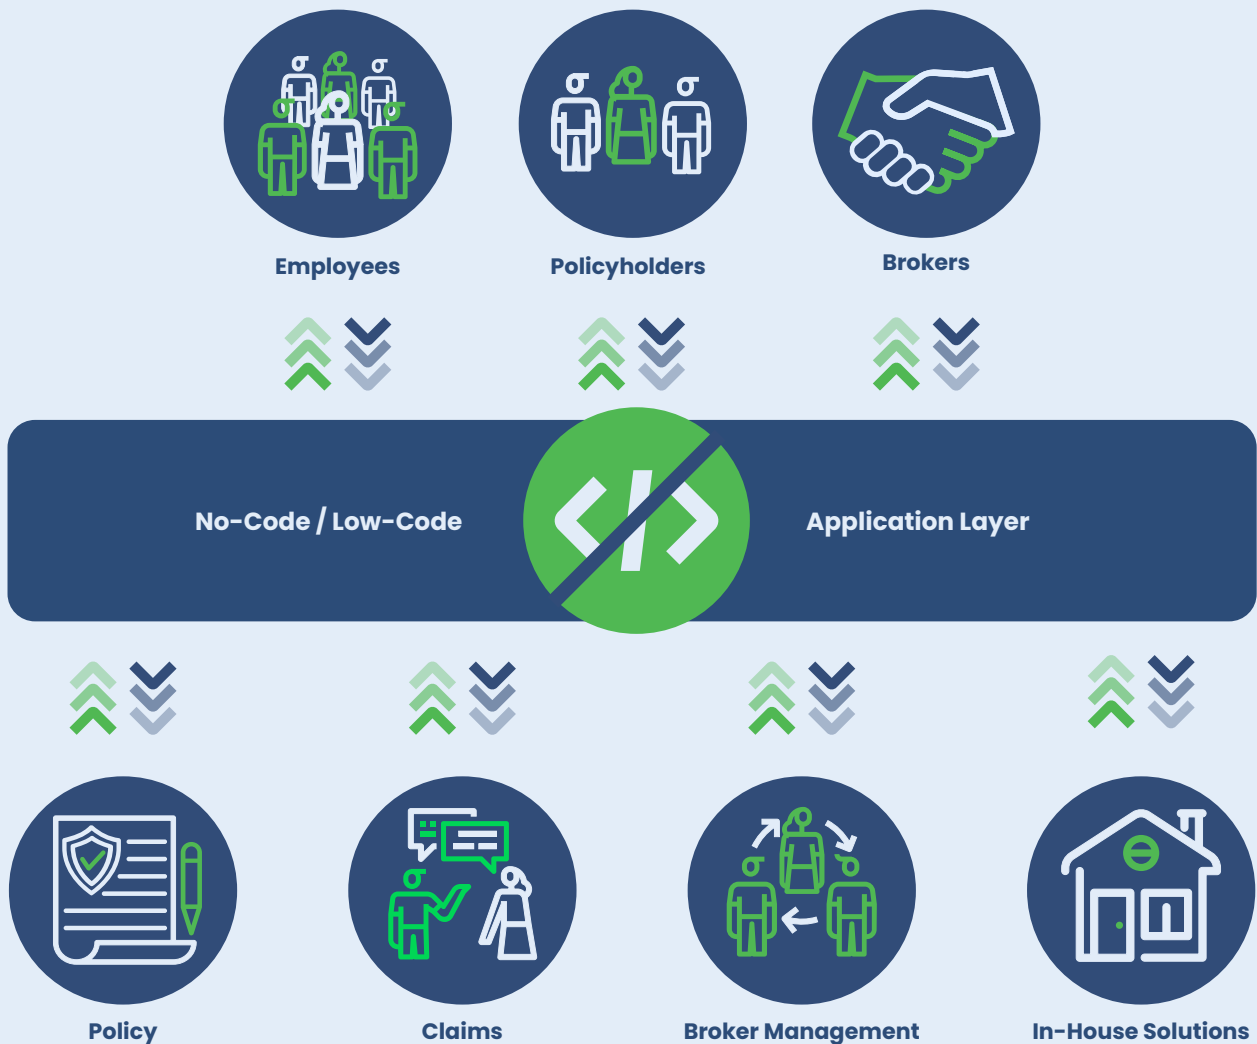 Employees
Policyholders
Brokers
No-Code / Low-Code
</>
Application Layer
Policy
Claims
Broker Management
In-House Solutions